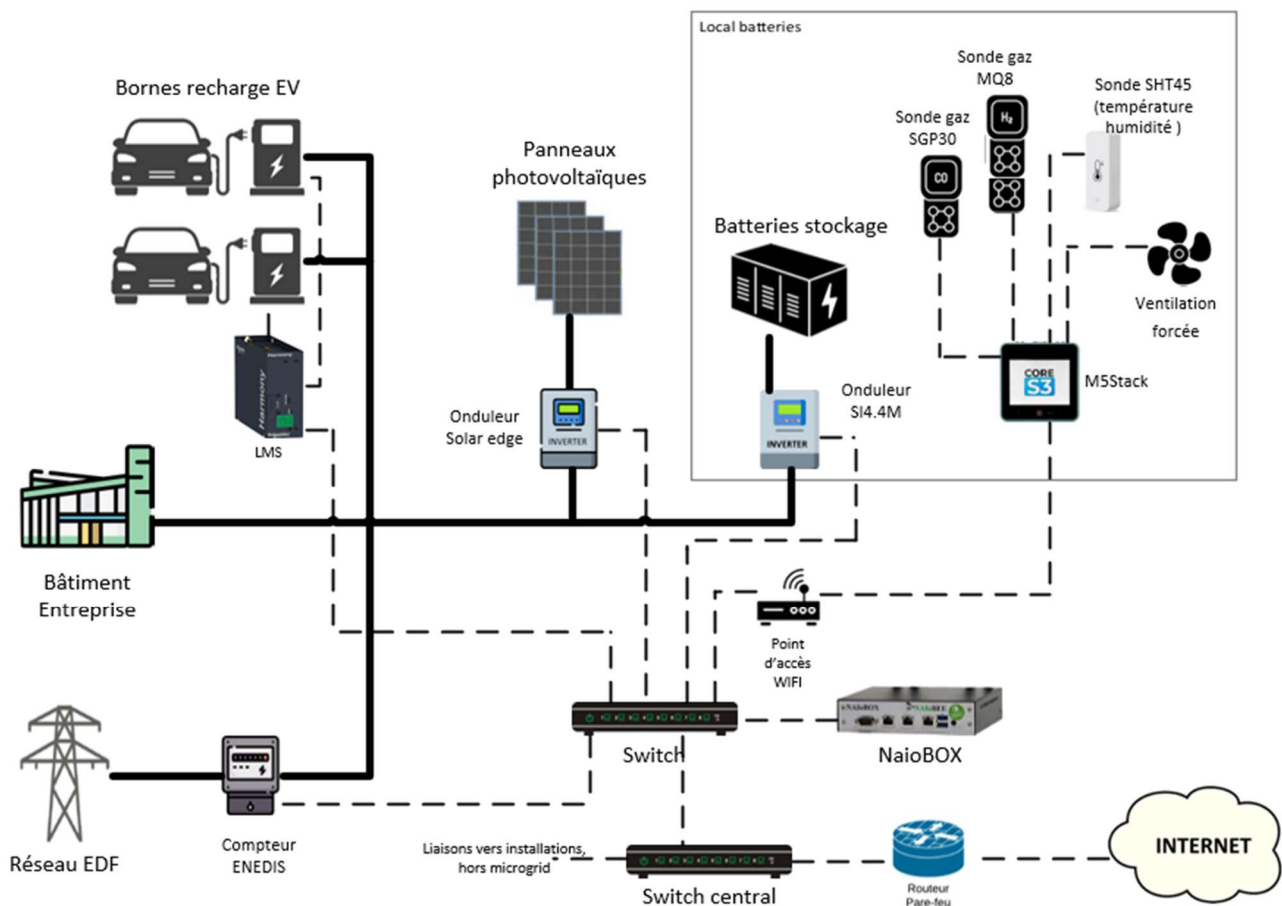 Local batteries
Bornes recharge EV
Sonde gaz
MQ8
H₂
Sonde SHT45
(température
humidité )
Sonde gaz
SGP30
CO
Panneaux
photovoltaïques
Batteries stockage
Ventilation
forcée
CORE
S3
M5Stack
Harmony
Harmony
LMS
Onduleur
Solar edge
INVERTER
Onduleur
SI4.4M
INVERTER
Bâtiment
Entreprise
Point
d'accès
WIFI
Switch
NAIOBOX
NaioBOX
Réseau EDF
Compteur
ENEDIS
Liaisons vers installations,
hors microgrid
Switch central
Routeur
Pare-feu
INTERNET